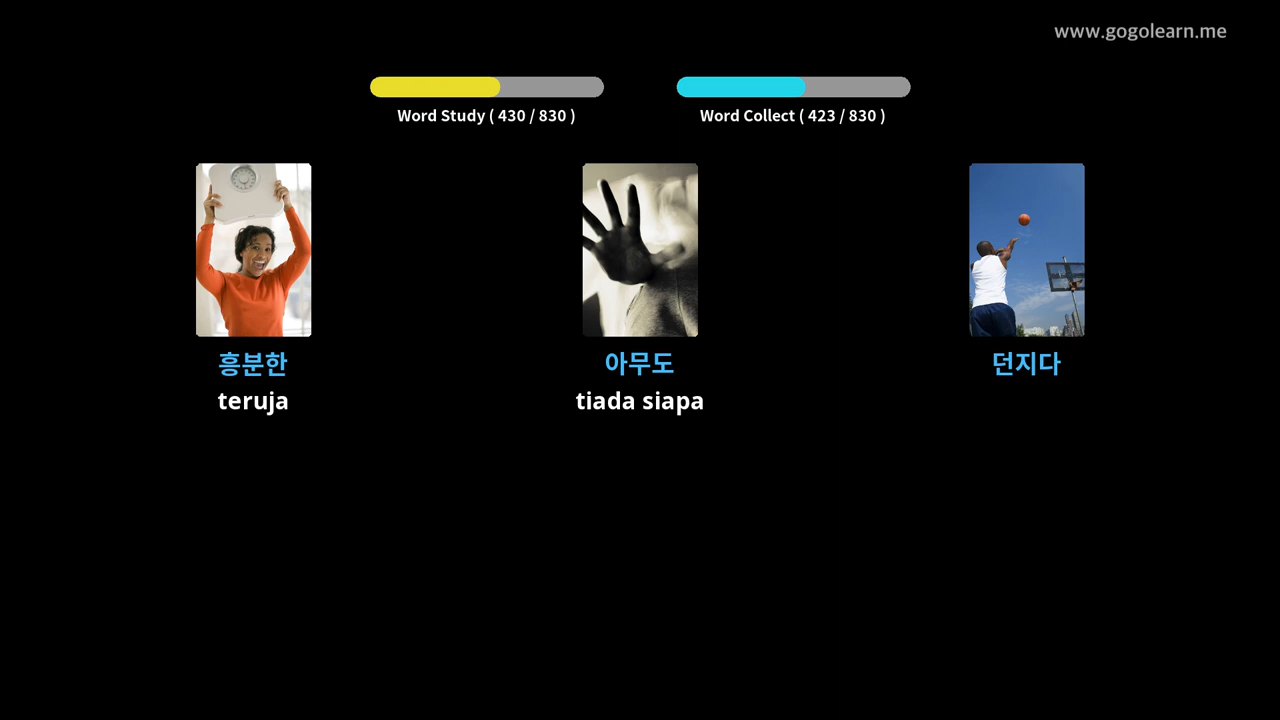 www.gogolearn.me
Word Study ( 430 / 830 )
Word Collect ( 423 / 830 )
흥분한
teruja
아무도
tiada siapa
던지다